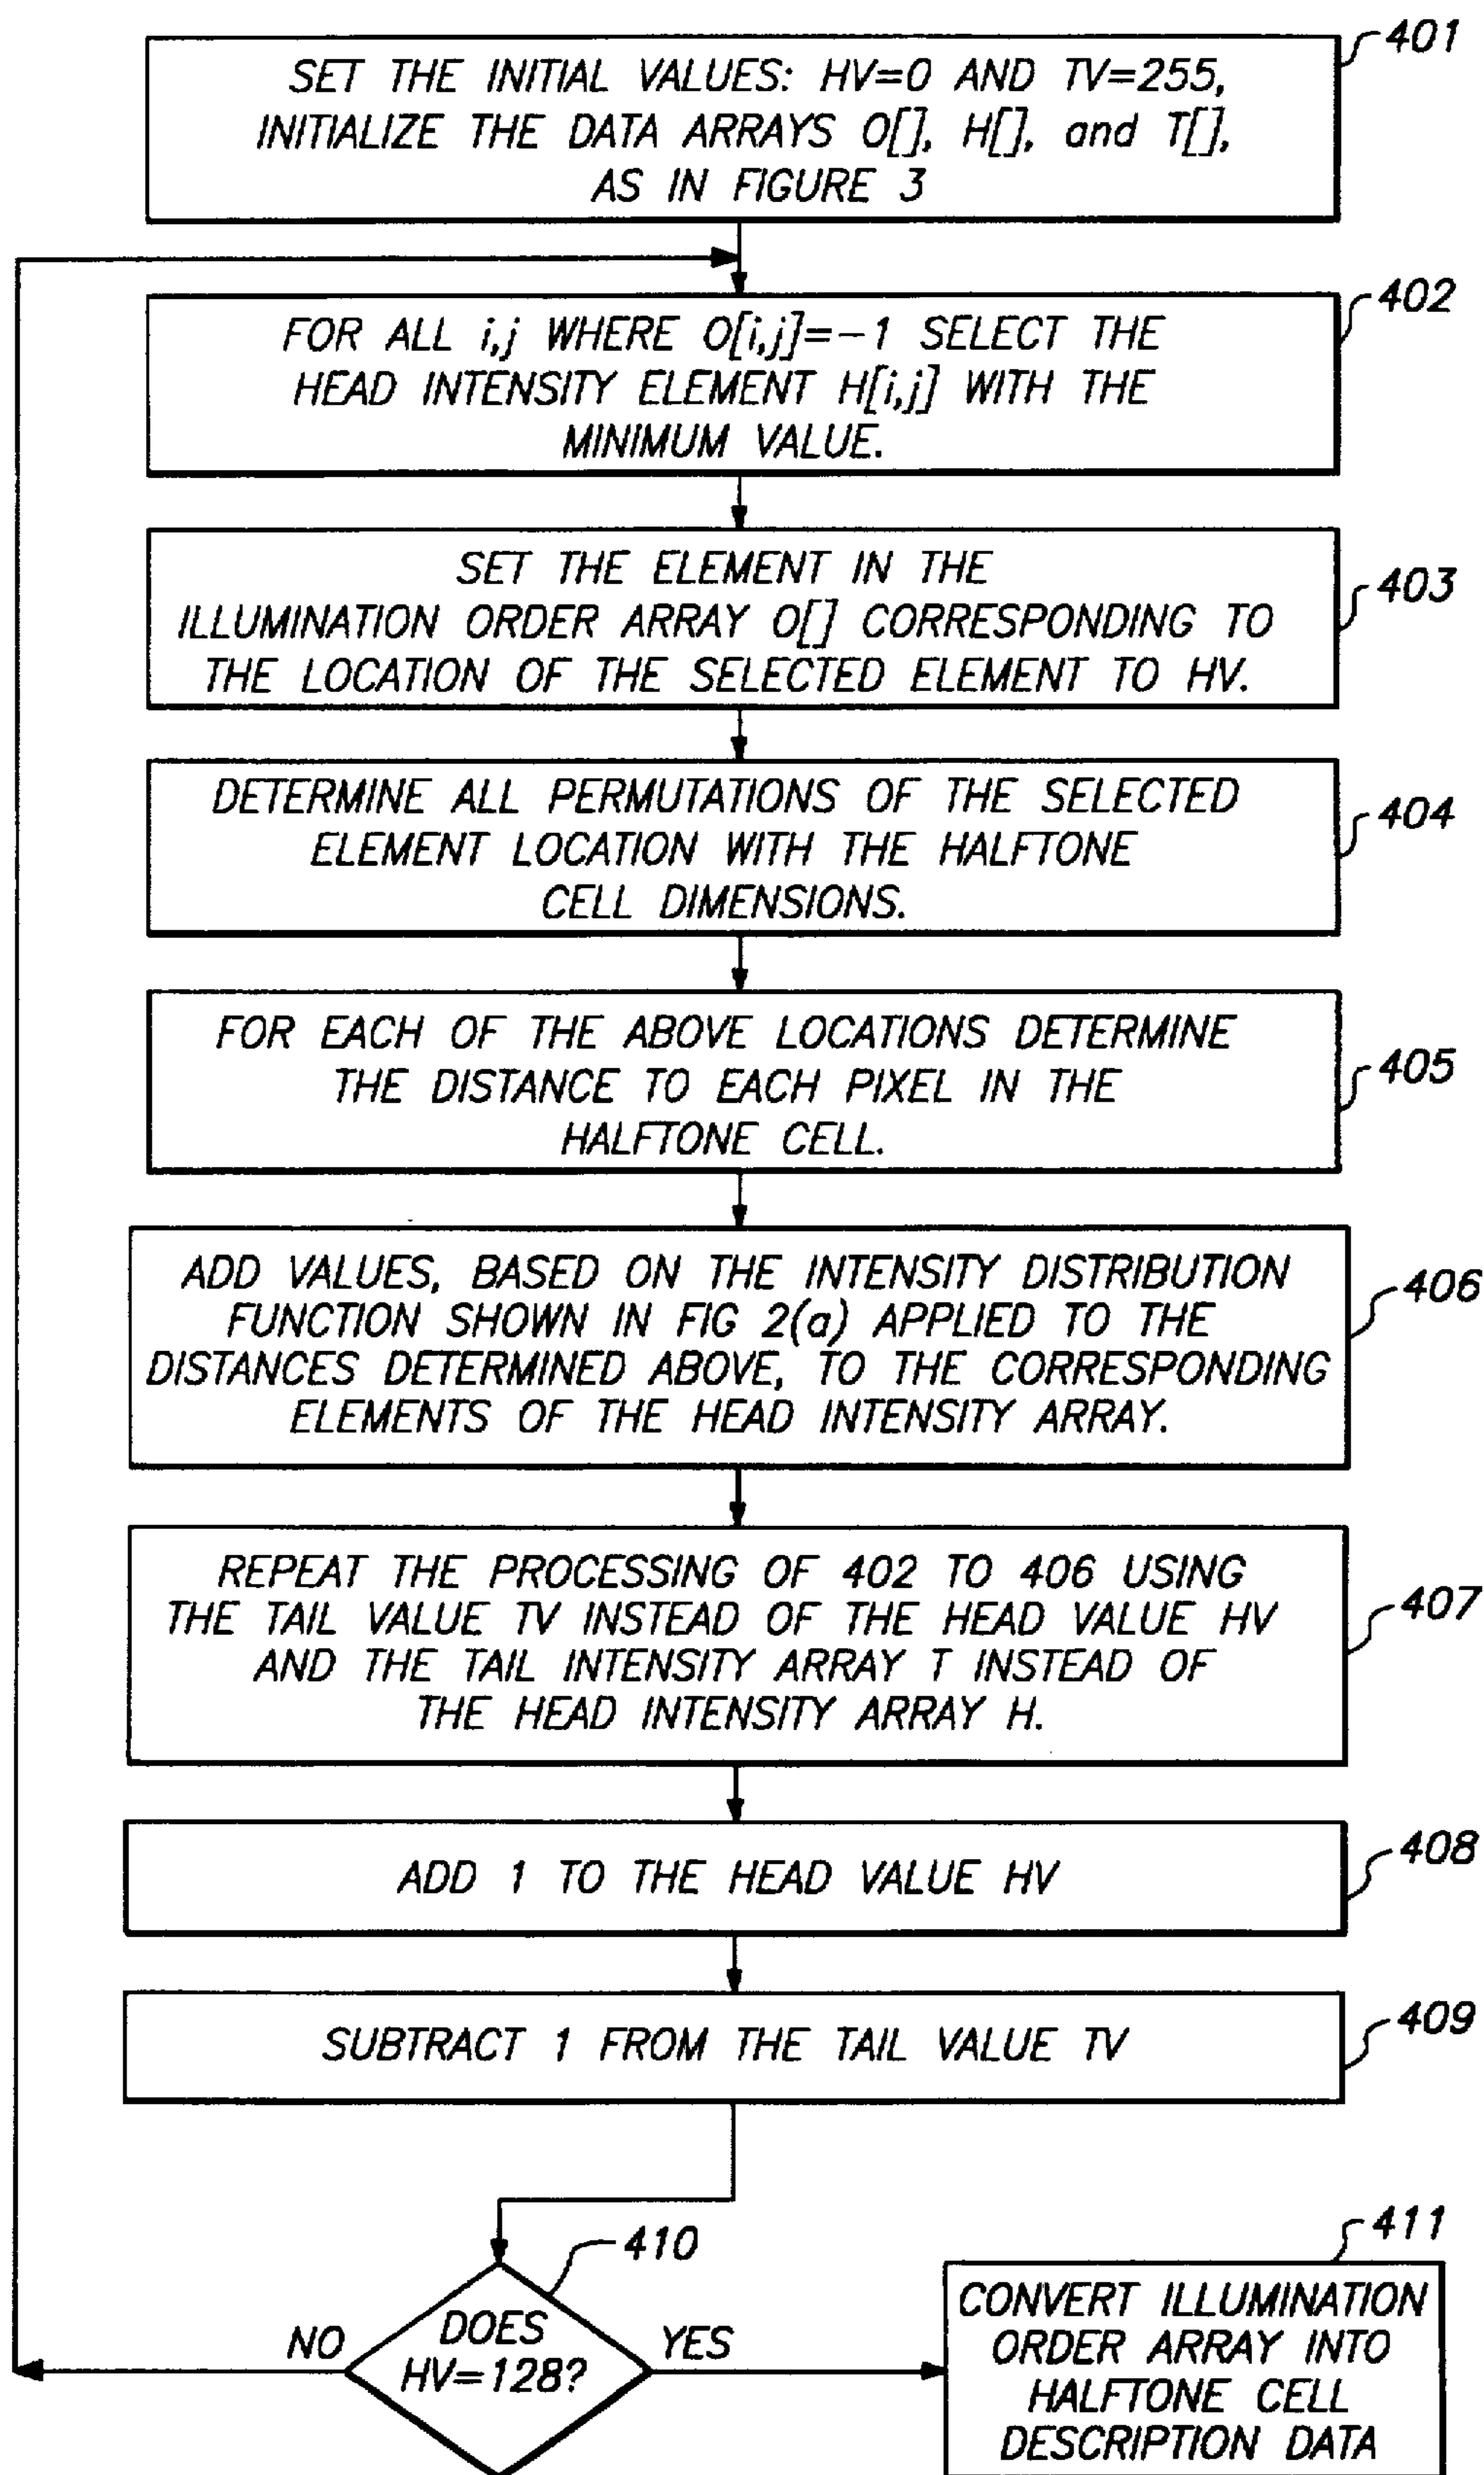 401
SET THE INITIAL VALUES: HV=0 AND TV=255,
INITIALIZE THE DATA ARRAYS O[], H[], and T[],
AS IN FIGURE 3
402
FOR ALL i,j WHERE O[i,j]=-1 SELECT THE
HEAD INTENSITY ELEMENT H[i,j] WITH THE
MINIMUM VALUE.
403
SET THE ELEMENT IN THE
ILLUMINATION ORDER ARRAY O[] CORRESPONDING TO
THE LOCATION OF THE SELECTED ELEMENT TO HV.
404
DETERMINE ALL PERMUTATIONS OF THE SELECTED
ELEMENT LOCATION WITH THE HALFTONE
CELL DIMENSIONS.
405
FOR EACH OF THE ABOVE LOCATIONS DETERMINE
THE DISTANCE TO EACH PIXEL IN THE
HALFTONE CELL.
406
ADD VALUES, BASED ON THE INTENSITY DISTRIBUTION
FUNCTION SHOWN IN FIG 2(a) APPLIED TO THE
DISTANCES DETERMINED ABOVE, TO THE CORRESPONDING
ELEMENTS OF THE HEAD INTENSITY ARRAY.
407
REPEAT THE PROCESSING OF 402 TO 406 USING
THE TAIL VALUE TV INSTEAD OF THE HEAD VALUE HV
AND THE TAIL INTENSITY ARRAY T INSTEAD OF
THE HEAD INTENSITY ARRAY H.
408
ADD 1 TO THE HEAD VALUE HV
409
SUBTRACT 1 FROM THE TAIL VALUE TV
410
DOES
HV=128?
NO
YES
411
CONVERT ILLUMINATION
ORDER ARRAY INTO
HALFTONE CELL
DESCRIPTION DATA